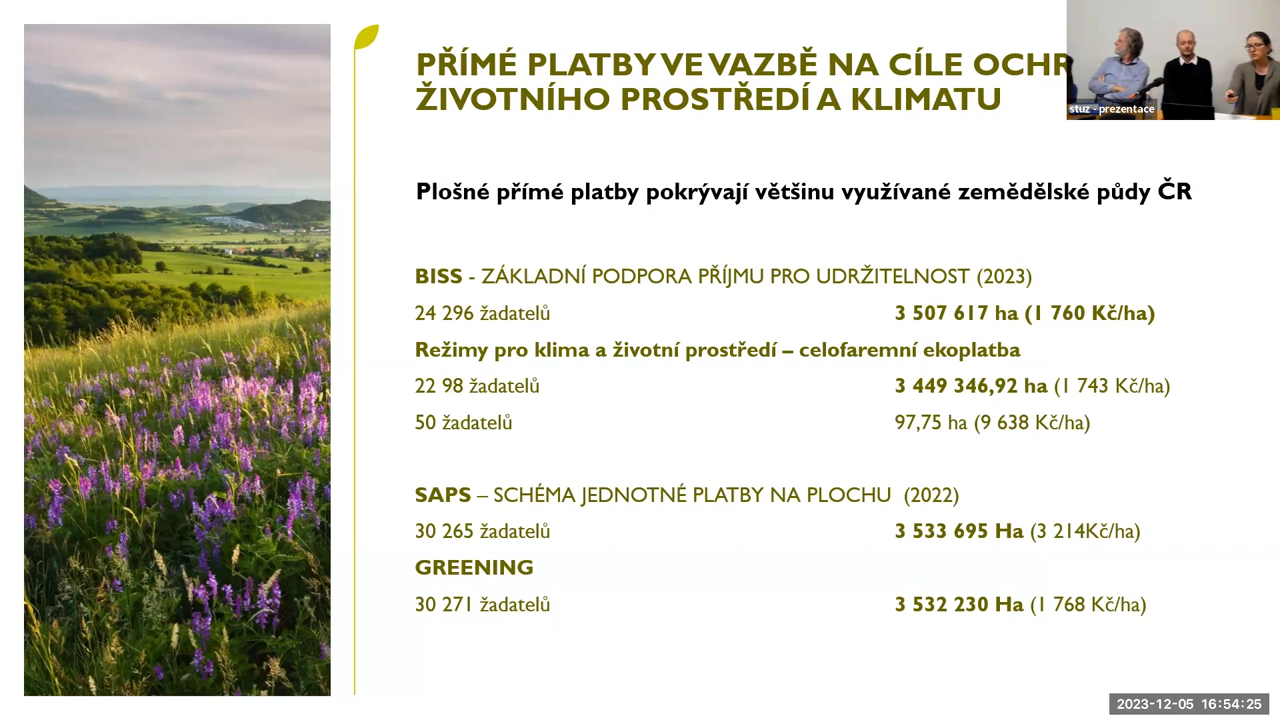 PŘÍMÉ PLATBY VE VAZBĚ NA CÍLE
ŽIVOTNÍHO PROSTŘEDÍ A KLIMATU
stuz - prezentace
Plošné přímé platby pokrývají většinu využívané zemědělské půdy ČR
BISS - ZÁKLADNÍ PODPORA PŘÍJMU PRO UDRŽITELNOST (2023)
24 296 žadatelů 3 507 617 ha (1 760 Kč/ha)
Režimy pro klima a životní prostředí – celofaremní ekoplatba
22 98 žadatelů 3 449 346,92 ha (1 743 Kč/ha)
50 žadatelů 97,75 ha (9 638 Kč/ha)
SAPS – SCHÉMA JEDNOTNÉ PLATBY NA PLOCHU (2022)
30 265 žadatelů 3 533 695 Ha (3 214Kč/ha)
GREENING
30 271 žadatelů 3 532 230 Ha (1 768 Kč/ha)
2023-12-05 16:54:25